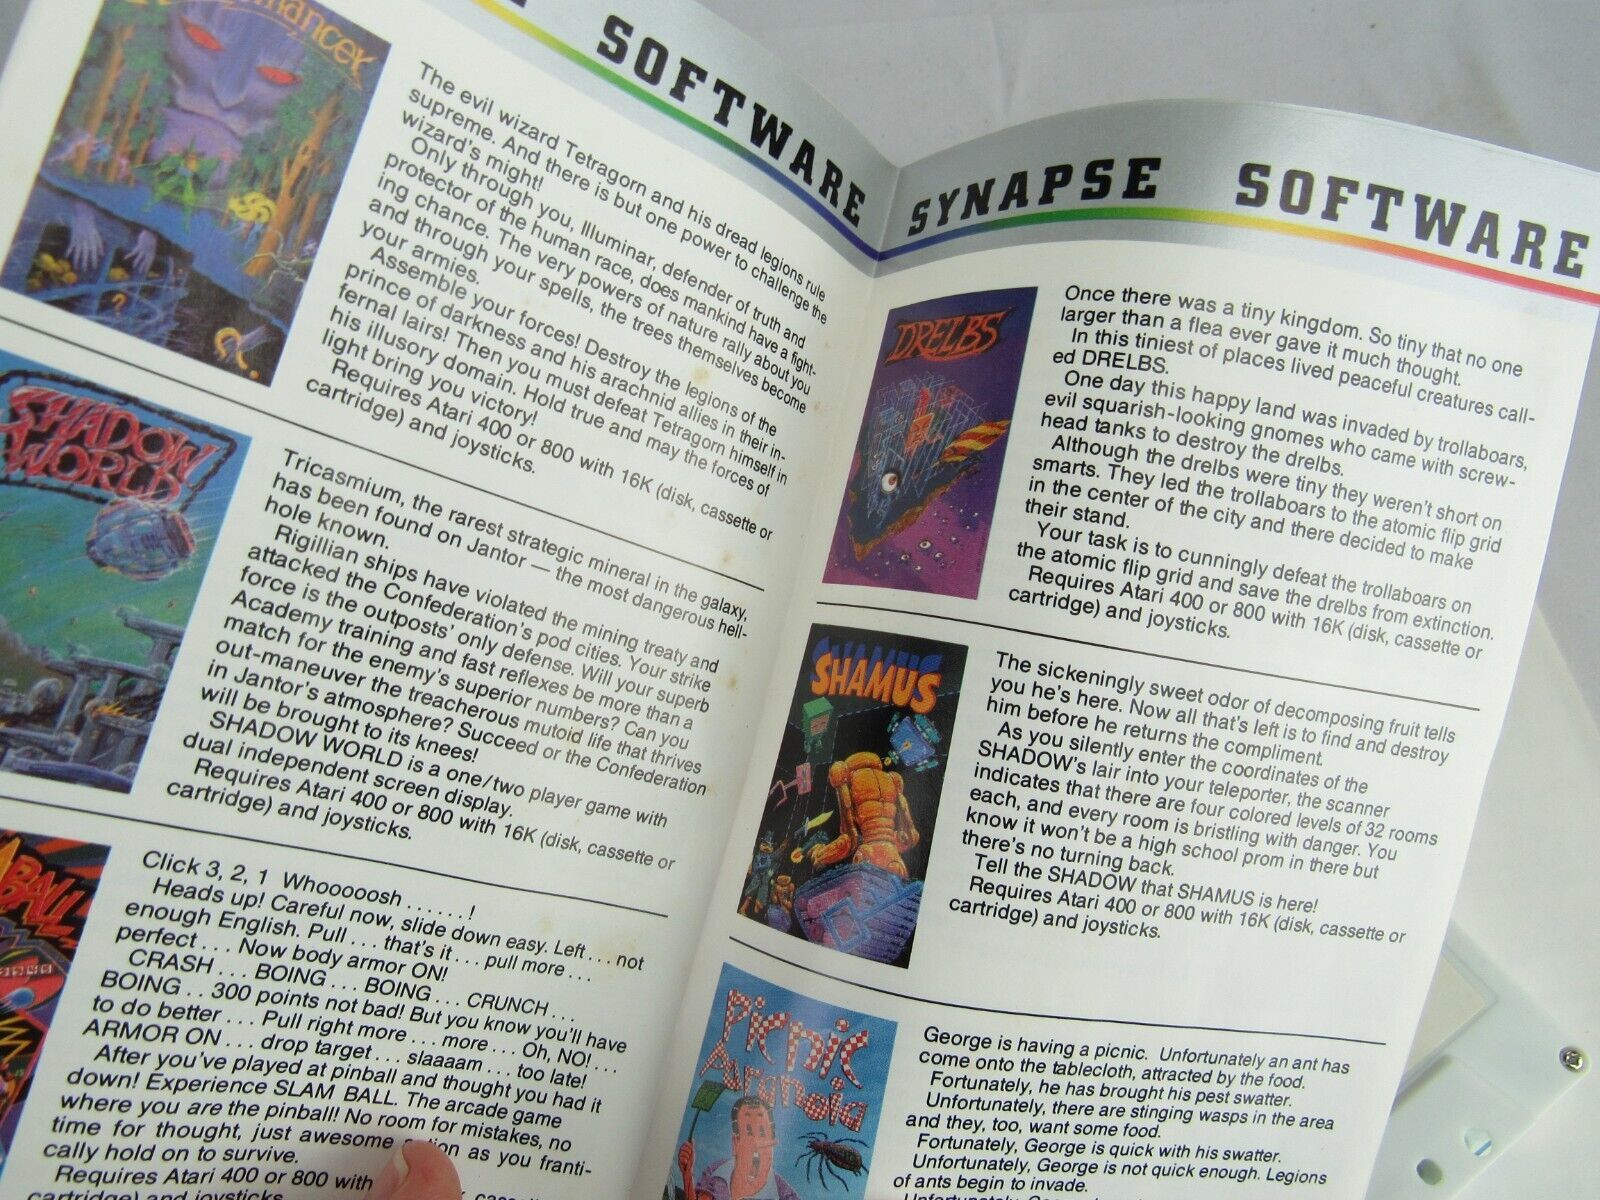 SOFTWARE
The evil wizard Tetragorn and his dread legions rule
supreme. And there is but one power to challenge the
wizard's might!
Only through you, Illuminar, defender of truth and
protector of the human race, does mankind have a fight-
ing chance. The very powers of nature rally about you
and through your spells, the trees themselves become
your armies.
Assemble your forces! Destroy the legions of the
prince of darkness and his arachnid allies in their in-
fernal lairs! Then you must defeat Tetragorn himself in
his illusory domain. Hold true and may the forces of
light bring you victory!
Requires Atari 400 or 800 with 16K (disk, cassette or
cartridge) and joysticks.
SHADOW
WORLD
Tricasmium, the rarest strategic mineral in the galaxy,
has been found on Jantor — the most dangerous hell-
hole known.
Rigillian ships have violated the mining treaty and
attacked the Confederation's pod cities. Your strike
force is the outposts' only defense. Will your superb
Academy training and fast reflexes be more than a
match for the enemy's superior numbers? Can you
out-maneuver the treacherous mutoid life that thrives
in Jantor's atmosphere? Succeed or the Confederation
will be brought to its knees!
SHADOW WORLD is a one/two player game with
dual independent screen display.
Requires Atari 400 or 800 with 16K (disk, cassette or
cartridge) and joysticks.
BALL
Click 3, 2, 1 Whooooosh ......!
Heads up! Careful now, slide down easy. Left ... not
enough English. Pull ... that's it ... pull more ...
perfect ... Now body armor ON!
CRASH ... BOING ... BOING ... CRUNCH ...
BOING .. 300 points not bad! But you know you'll have
to do better ... Pull right more ... more ... Oh, NO! ...
ARMOR ON ... drop target ... slaaaam ... too late!
After you've played at pinball and thought you had it
down! Experience SLAM BALL. The arcade game
where you are the pinball! No room for mistakes, no
time for thought, just awesome action as you franti-
cally hold on to survive.
Requires Atari 400 or 800 with
cartridge) and joysticks.
SYNAPSE SOFTWARE
DRELBS
Once there was a tiny kingdom. So tiny that no one
larger than a flea ever gave it much thought.
In this tiniest of places lived peaceful creatures call-
ed DRELBS.
One day this happy land was invaded by trollaboars,
evil squarish-looking gnomes who came with screw-
head tanks to destroy the drelbs.
Although the drelbs were tiny they weren't short on
smarts. They led the trollaboars to the atomic flip grid
in the center of the city and there decided to make
their stand.
Your task is to cunningly defeat the trollaboars on
the atomic flip grid and save the drelbs from extinction.
Requires Atari 400 or 800 with 16K (disk, cassette or
cartridge) and joysticks.
SHAMUS
The sickeningly sweet odor of decomposing fruit tells
you he's here. Now all that's left is to find and destroy
him before he returns the compliment.
As you silently enter the coordinates of the
SHADOW's lair into your teleporter, the scanner
indicates that there are four colored levels of 32 rooms
each, and every room is bristling with danger. You
know it won't be a high school prom in there but
there's no turning back.
Tell the SHADOW that SHAMUS is here!
Requires Atari 400 or 800 with 16K (disk, cassette or
cartridge) and joysticks.
Picnic
Paranoia
George is having a picnic. Unfortunately an ant has
come onto the tablecloth, attracted by the food.
Fortunately, he has brought his pest swatter.
Unfortunately, there are stinging wasps in the area
and they, too, want some food.
Fortunately, George is quick with his swatter.
Unfortunately, George is not quick enough. Legions
of ants begin to invade.